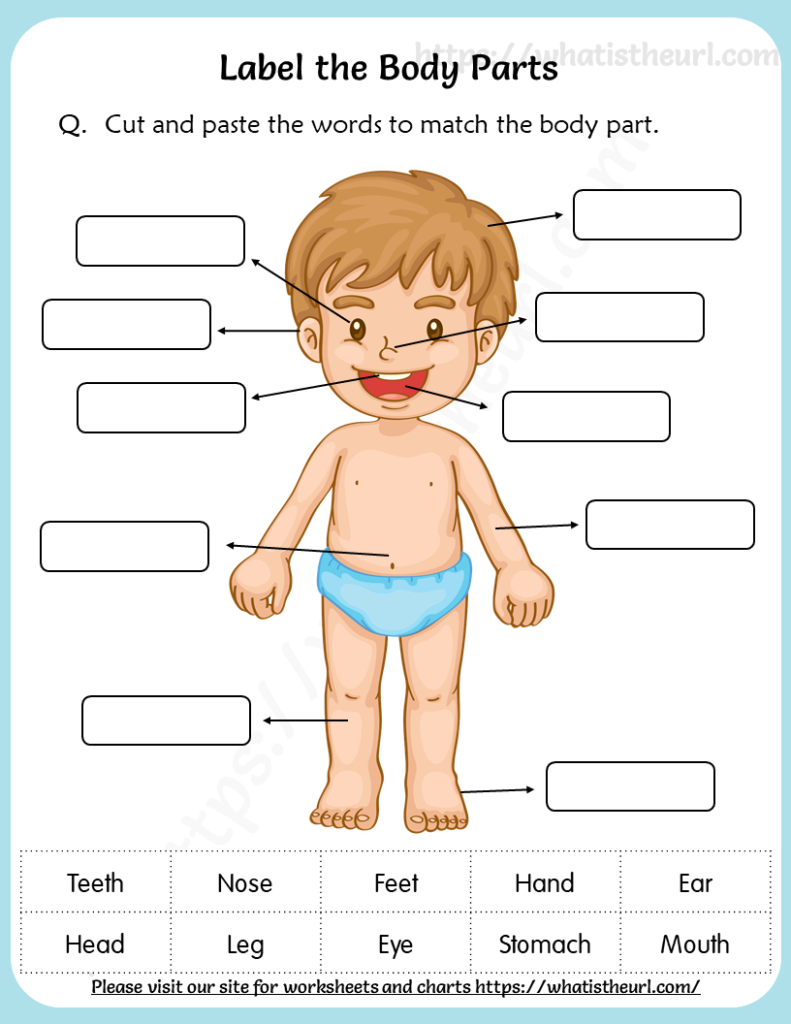 https://whatistheurl.com
Label the Body Parts
Q. Cut and paste the words to match the body part.
Teeth Nose Feet Hand Ear
Head Leg Eye Stomach Mouth
Please visit our site for worksheets and charts https://whatistheurl.com/